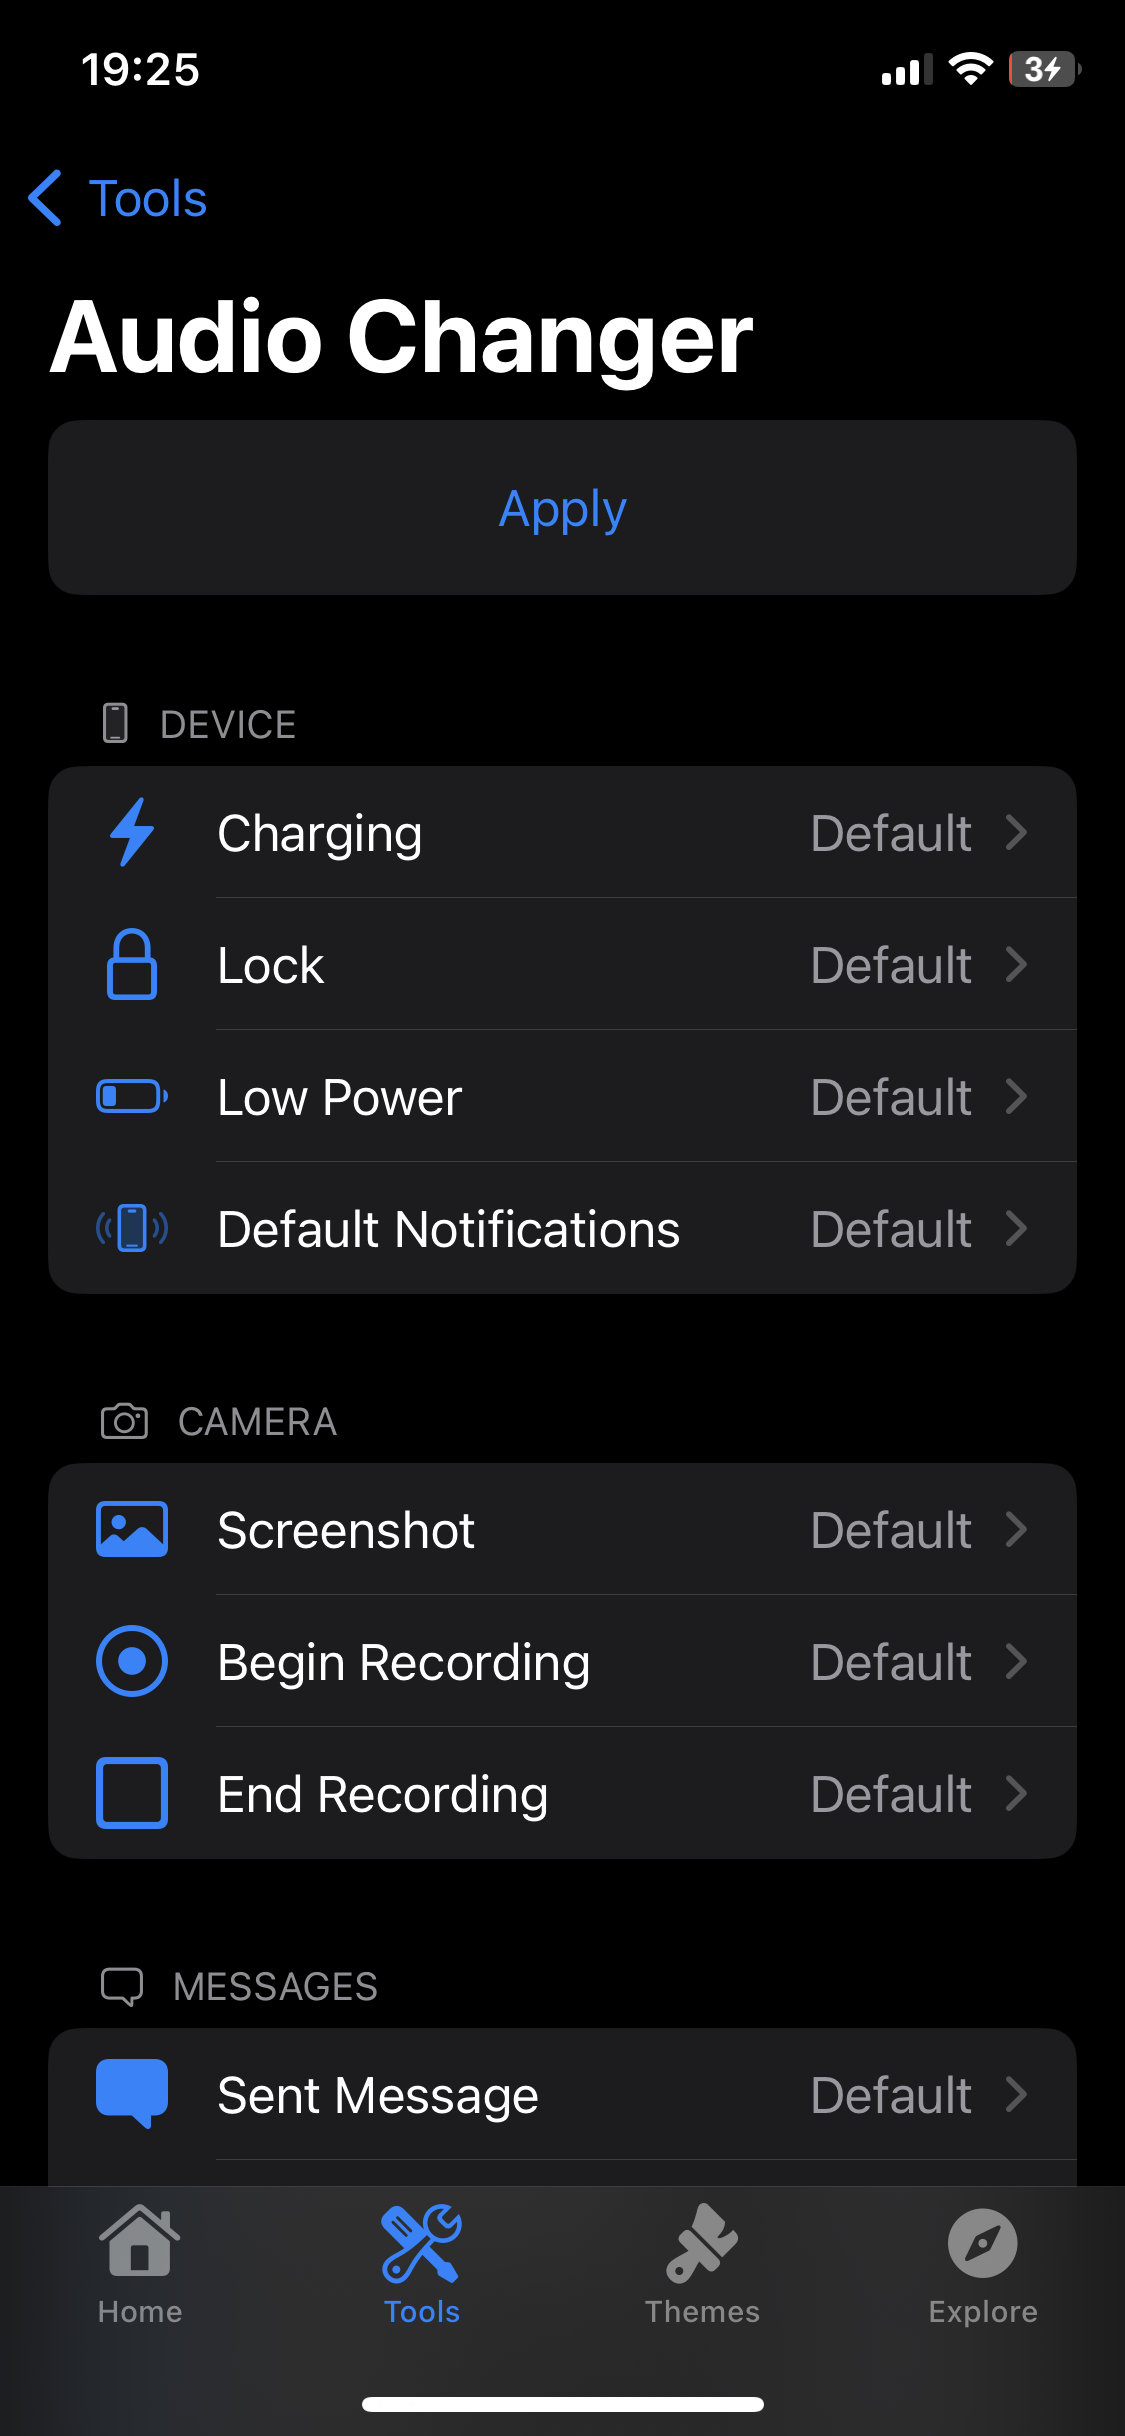 19:25
3
Tools
Audio Changer
Apply
DEVICE
Charging Default
Lock Default
Low Power Default
Default Notifications Default
CAMERA
Screenshot Default
Begin Recording Default
End Recording Default
MESSAGES
Sent Message Default
Home Tools Themes Explore